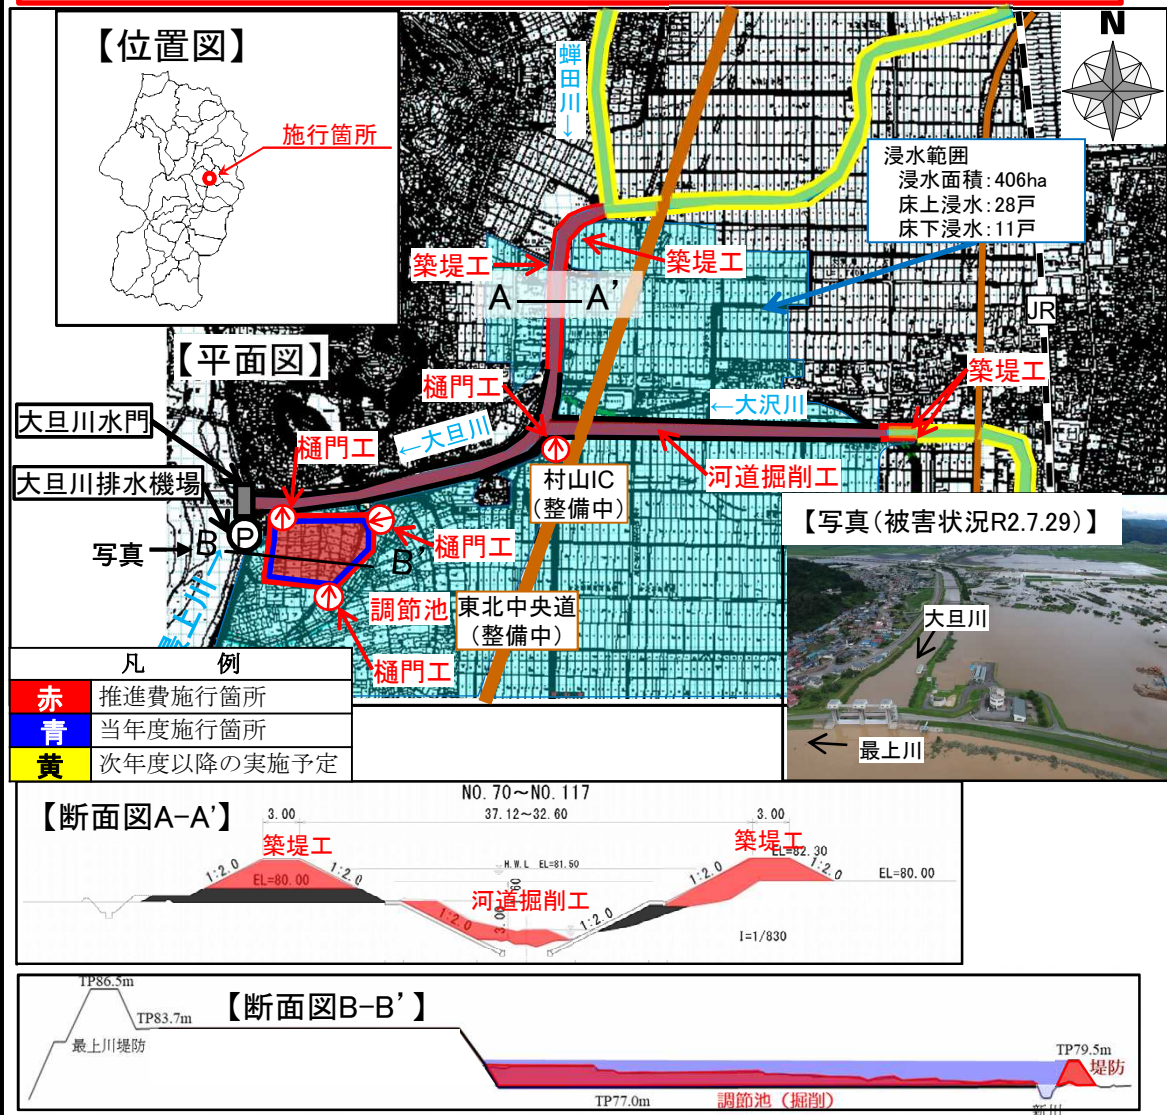 【位置図】
施行箇所
蝉田川→
N
浸水範囲
浸水面積:406ha
床上浸水:28戸
床下浸水:11戸
築堤工
築堤工
A
A'
JR
【平面図】
築堤工
樋門工
←大沢川
大旦川水門
樋門工
←大旦川
河道掘削工
大旦川排水機場
村山IC
(整備中)
P
写真
B
B'
樋門工
最上川→
調節池
東北中央道
(整備中)
樋門工
【写真(被害状況R2.7.29)】
大旦川
最上川
凡 例
赤 推進費施行箇所
青 当年度施行箇所
黄 次年度以降の実施予定
【断面図A-A'】
NO.70~NO.117
3.00
37.12~32.60
3.00
築堤工
築堤工
EL=82.30
1:2.0
1:2.0
H.W.L EL=81.50
1:2.0
1:2.0
EL=80.00
EL=80.00
河道掘削工
1:2.0
3.00
1:2.0
I=1/830
【断面図B-B'】
TP86.5m
TP83.7m
最上川堤防
TP79.5m
堤防
TP77.0m
調節池(掘削)
新川